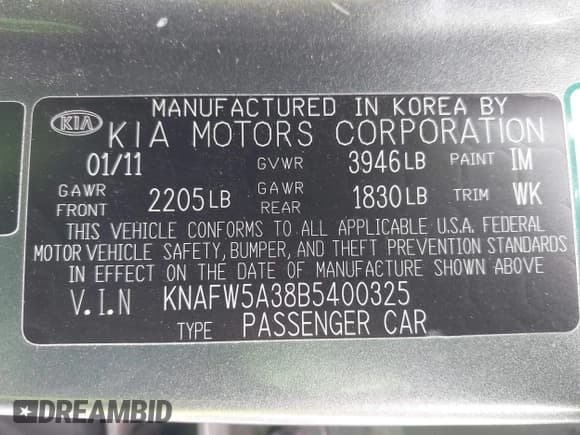 MANUFACTURED IN KOREA BY
KIA KIA MOTORS CORPORATION
01/11 GVWR 3946LB PAINT IM
GAWR FRONT 2205LB GAWR REAR 1830LB TRIM WK
THIS VEHICLE CONFORMS TO ALL APPLICABLE U.S.A. FEDERAL
MOTOR VEHICLE SAFETY, BUMPER, AND THEFT PREVENTION STANDARDS
IN EFFECT ON THE DATE OF MANUFACTURE SHOWN ABOVE
V.I.N KNAFW5A38B5400325
TYPE PASSENGER CAR
DREAMBID